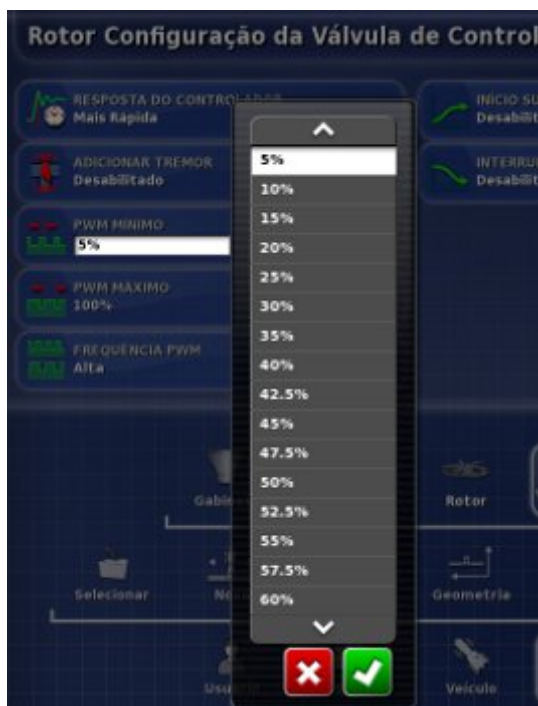 Rotor Configuração da Válvula de Control
RESPOSTA DO CONTROLADOR
Mais Rápida
ADICIONAR TREMOR
Desabilitado
PWM MÍNIMO
5%
PWM MÁXIMO
100%
FREQUÊNCIA PWM
Alta
INÍCIO SU
Desabilit
INTERRU
Desabilit
5%
10%
15%
20%
25%
30%
35%
40%
42.5%
45%
47.5%
50%
52.5%
55%
57.5%
60%
Rotor
Selecionar
Geometria
Veículo